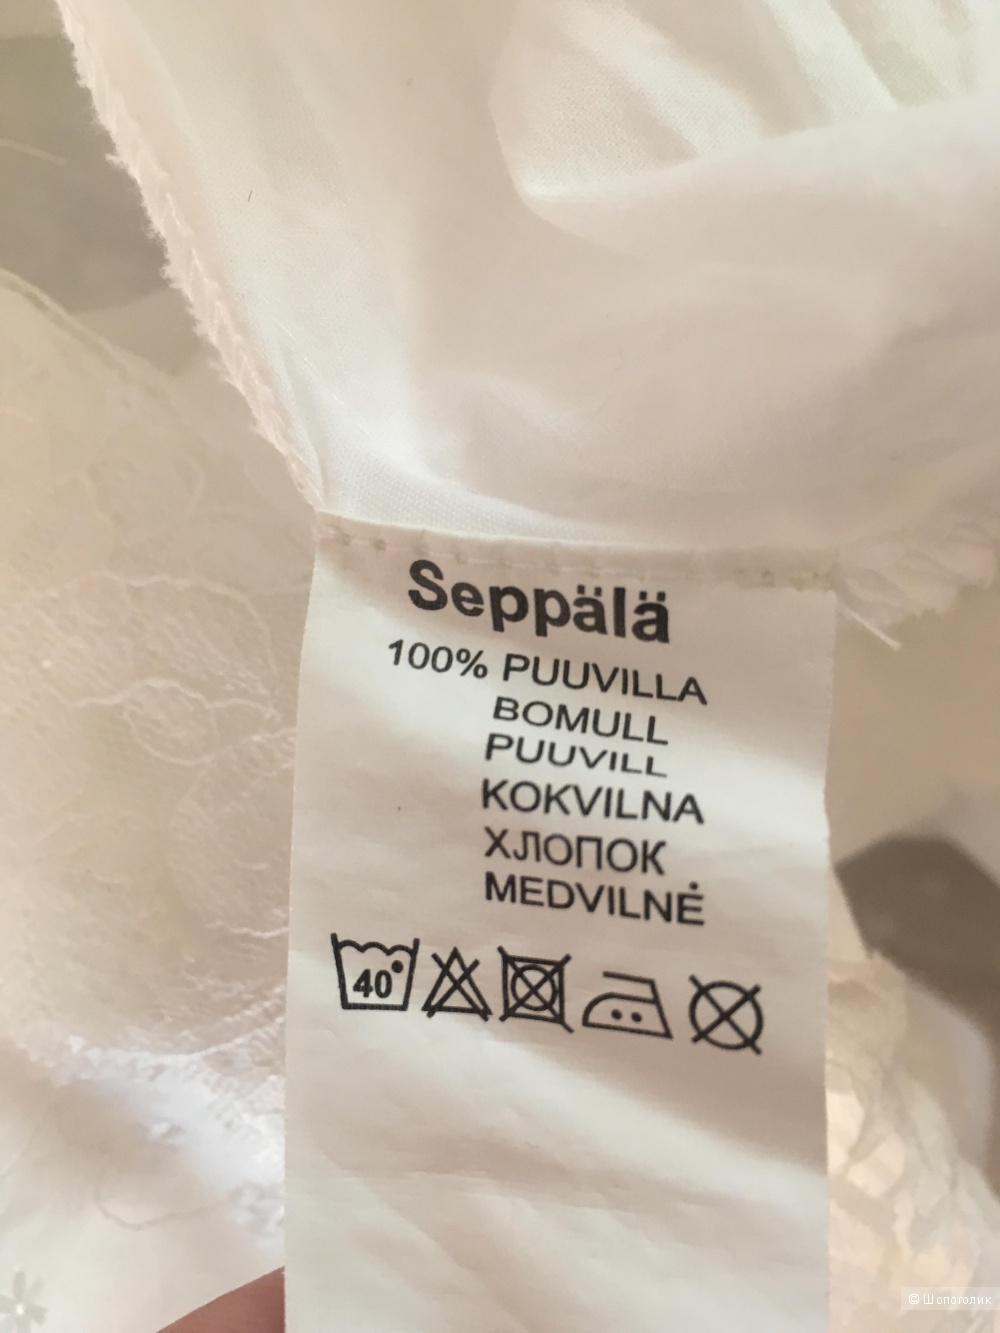 Seppälä
100% PUUVILLA
BOMULL
PUUVILL
KOKVILNA
ХЛОПОК
MEDVILNĖ
40°
© Шопоголик